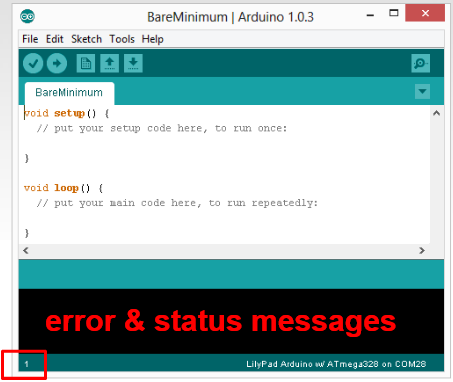 BareMinimum | Arduino 1.0.3
File Edit Sketch Tools Help
BareMinimum
void setup() {
// put your setup code here, to run once:
}
void loop() {
// put your main code here, to run repeatedly:
}
error & status messages
1
LilyPad Arduino w/ ATmega328 on COM28